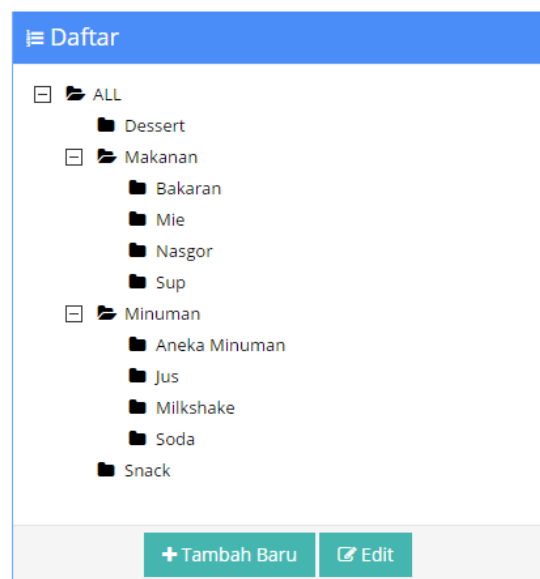 Daftar
ALL
Dessert
Makanan
Bakaran
Mie
Nasgor
Sup
Minuman
Aneka Minuman
Jus
Milkshake
Soda
Snack
Tambah Baru Edit